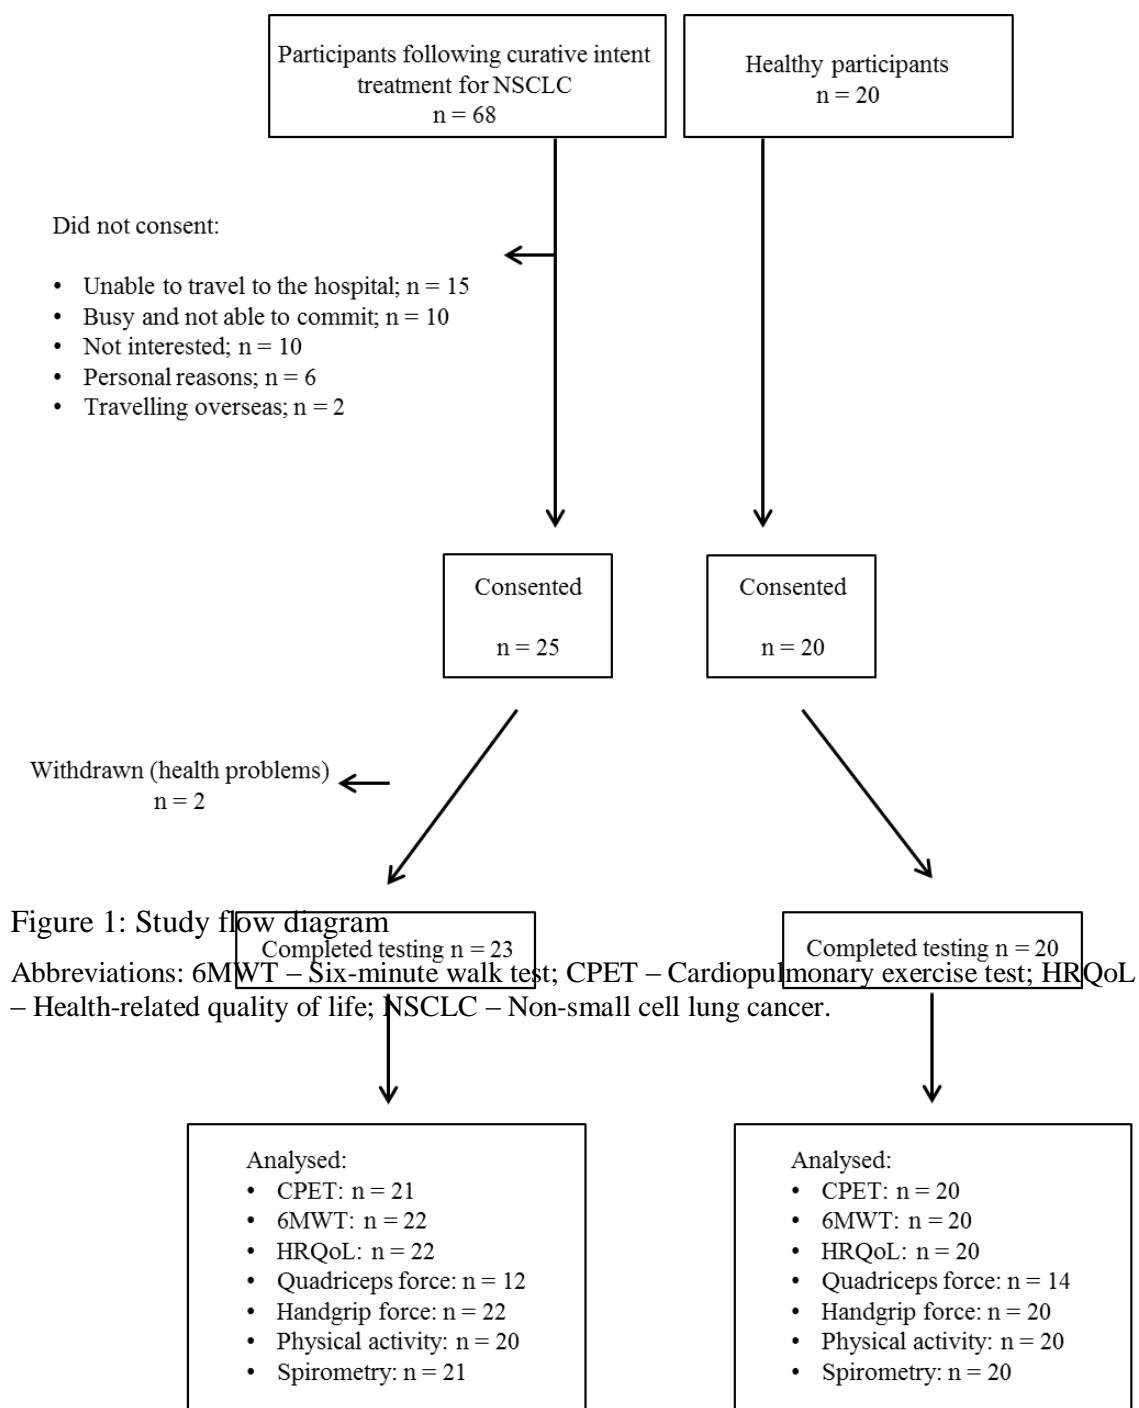 Participants following curative intent
treatment for NSCLC
n = 68
Healthy participants
n = 20
Did not consent:
• Unable to travel to the hospital; n = 15
• Busy and not able to commit; n = 10
• Not interested; n = 10
• Personal reasons; n = 6
• Travelling overseas; n = 2
Consented
n = 25
Consented
n = 20
Withdrawn (health problems)
n = 2
Figure 1: Study flow diagram
Completed testing n = 23
Completed testing n = 20
Abbreviations: 6MWT – Six-minute walk test; CPET – Cardiopulmonary exercise test; HRQoL
– Health-related quality of life; NSCLC – Non-small cell lung cancer.
Analysed:
• CPET: n = 21
• 6MWT: n = 22
• HRQoL: n = 22
• Quadriceps force: n = 12
• Handgrip force: n = 22
• Physical activity: n = 20
• Spirometry: n = 21
Analysed:
• CPET: n = 20
• 6MWT: n = 20
• HRQoL: n = 20
• Quadriceps force: n = 14
• Handgrip force: n = 20
• Physical activity: n = 20
• Spirometry: n = 20